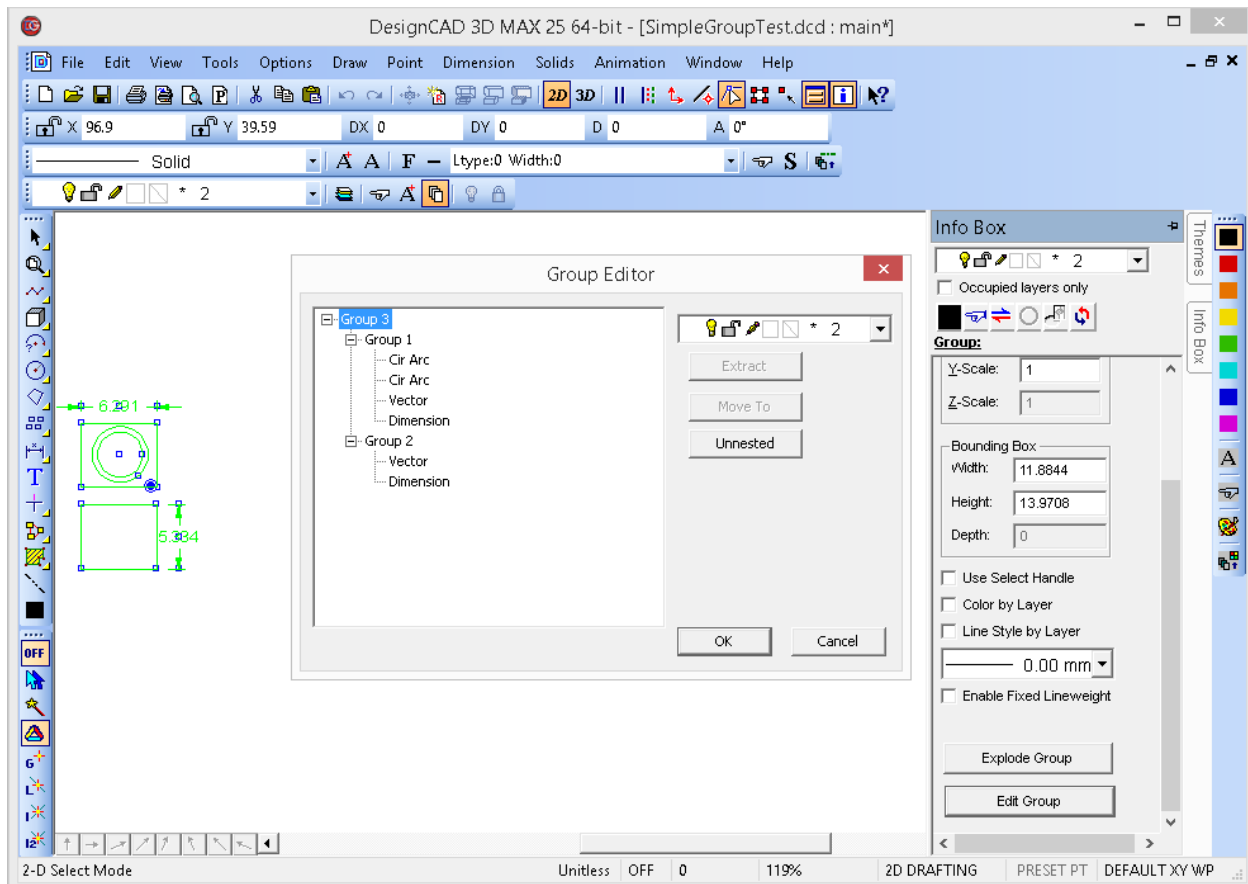 DesignCAD 3D MAX 25 64-bit - [SimpleGroupTest.dcd : main*]
File Edit View Tools Options Draw Point Dimension Solids Animation Window Help
2D 3D
X 96.9 Y 39.59 DX 0 DY 0 D 0 A 0°
Solid A A F Ltype:0 Width:0 S
* 2 A
Info Box
* 2
Occupied layers only
Group:
Y-Scale: 1
Z-Scale: 1
Bounding Box
Width: 11.8844
Height: 13.9708
Depth: 0
Use Select Handle
Color by Layer
Line Style by Layer
0.00 mm
Enable Fixed Lineweight
Explode Group
Edit Group
Themes
Info Box
A
Group Editor
Group 3
Group 1
Cir Arc
Cir Arc
Vector
Dimension
Group 2
Vector
Dimension
* 2
Extract
Move To
Unnested
OK Cancel
T
OFF
G
L
I
12
2-D Select Mode Unitless OFF 0 119% 2D DRAFTING PRESET PT DEFAULT XY WP